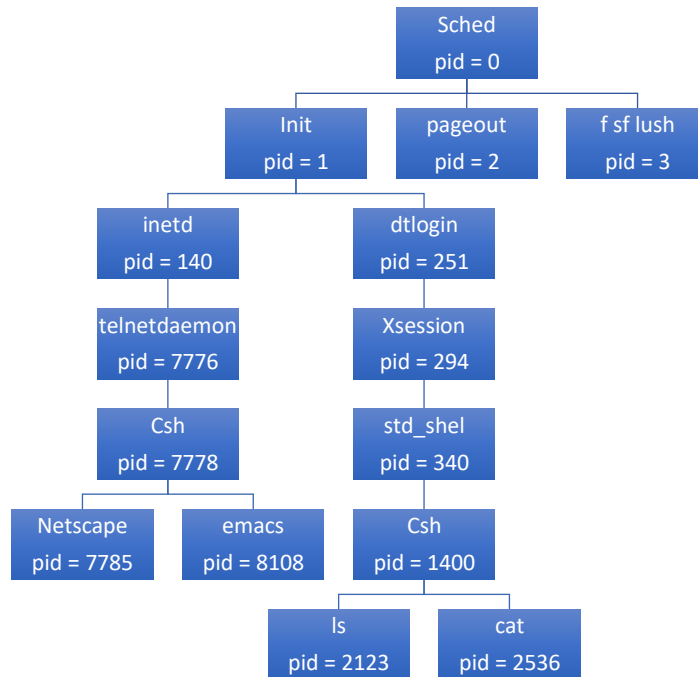 Sched
pid = 0
Init
pid = 1
pageout
pid = 2
f sf lush
pid = 3
inetd
pid = 140
dtlogin
pid = 251
telnetdaemon
pid = 7776
Xsession
pid = 294
Csh
pid = 7778
std_shel
pid = 340
Netscape
pid = 7785
emacs
pid = 8108
Csh
pid = 1400
ls
pid = 2123
cat
pid = 2536